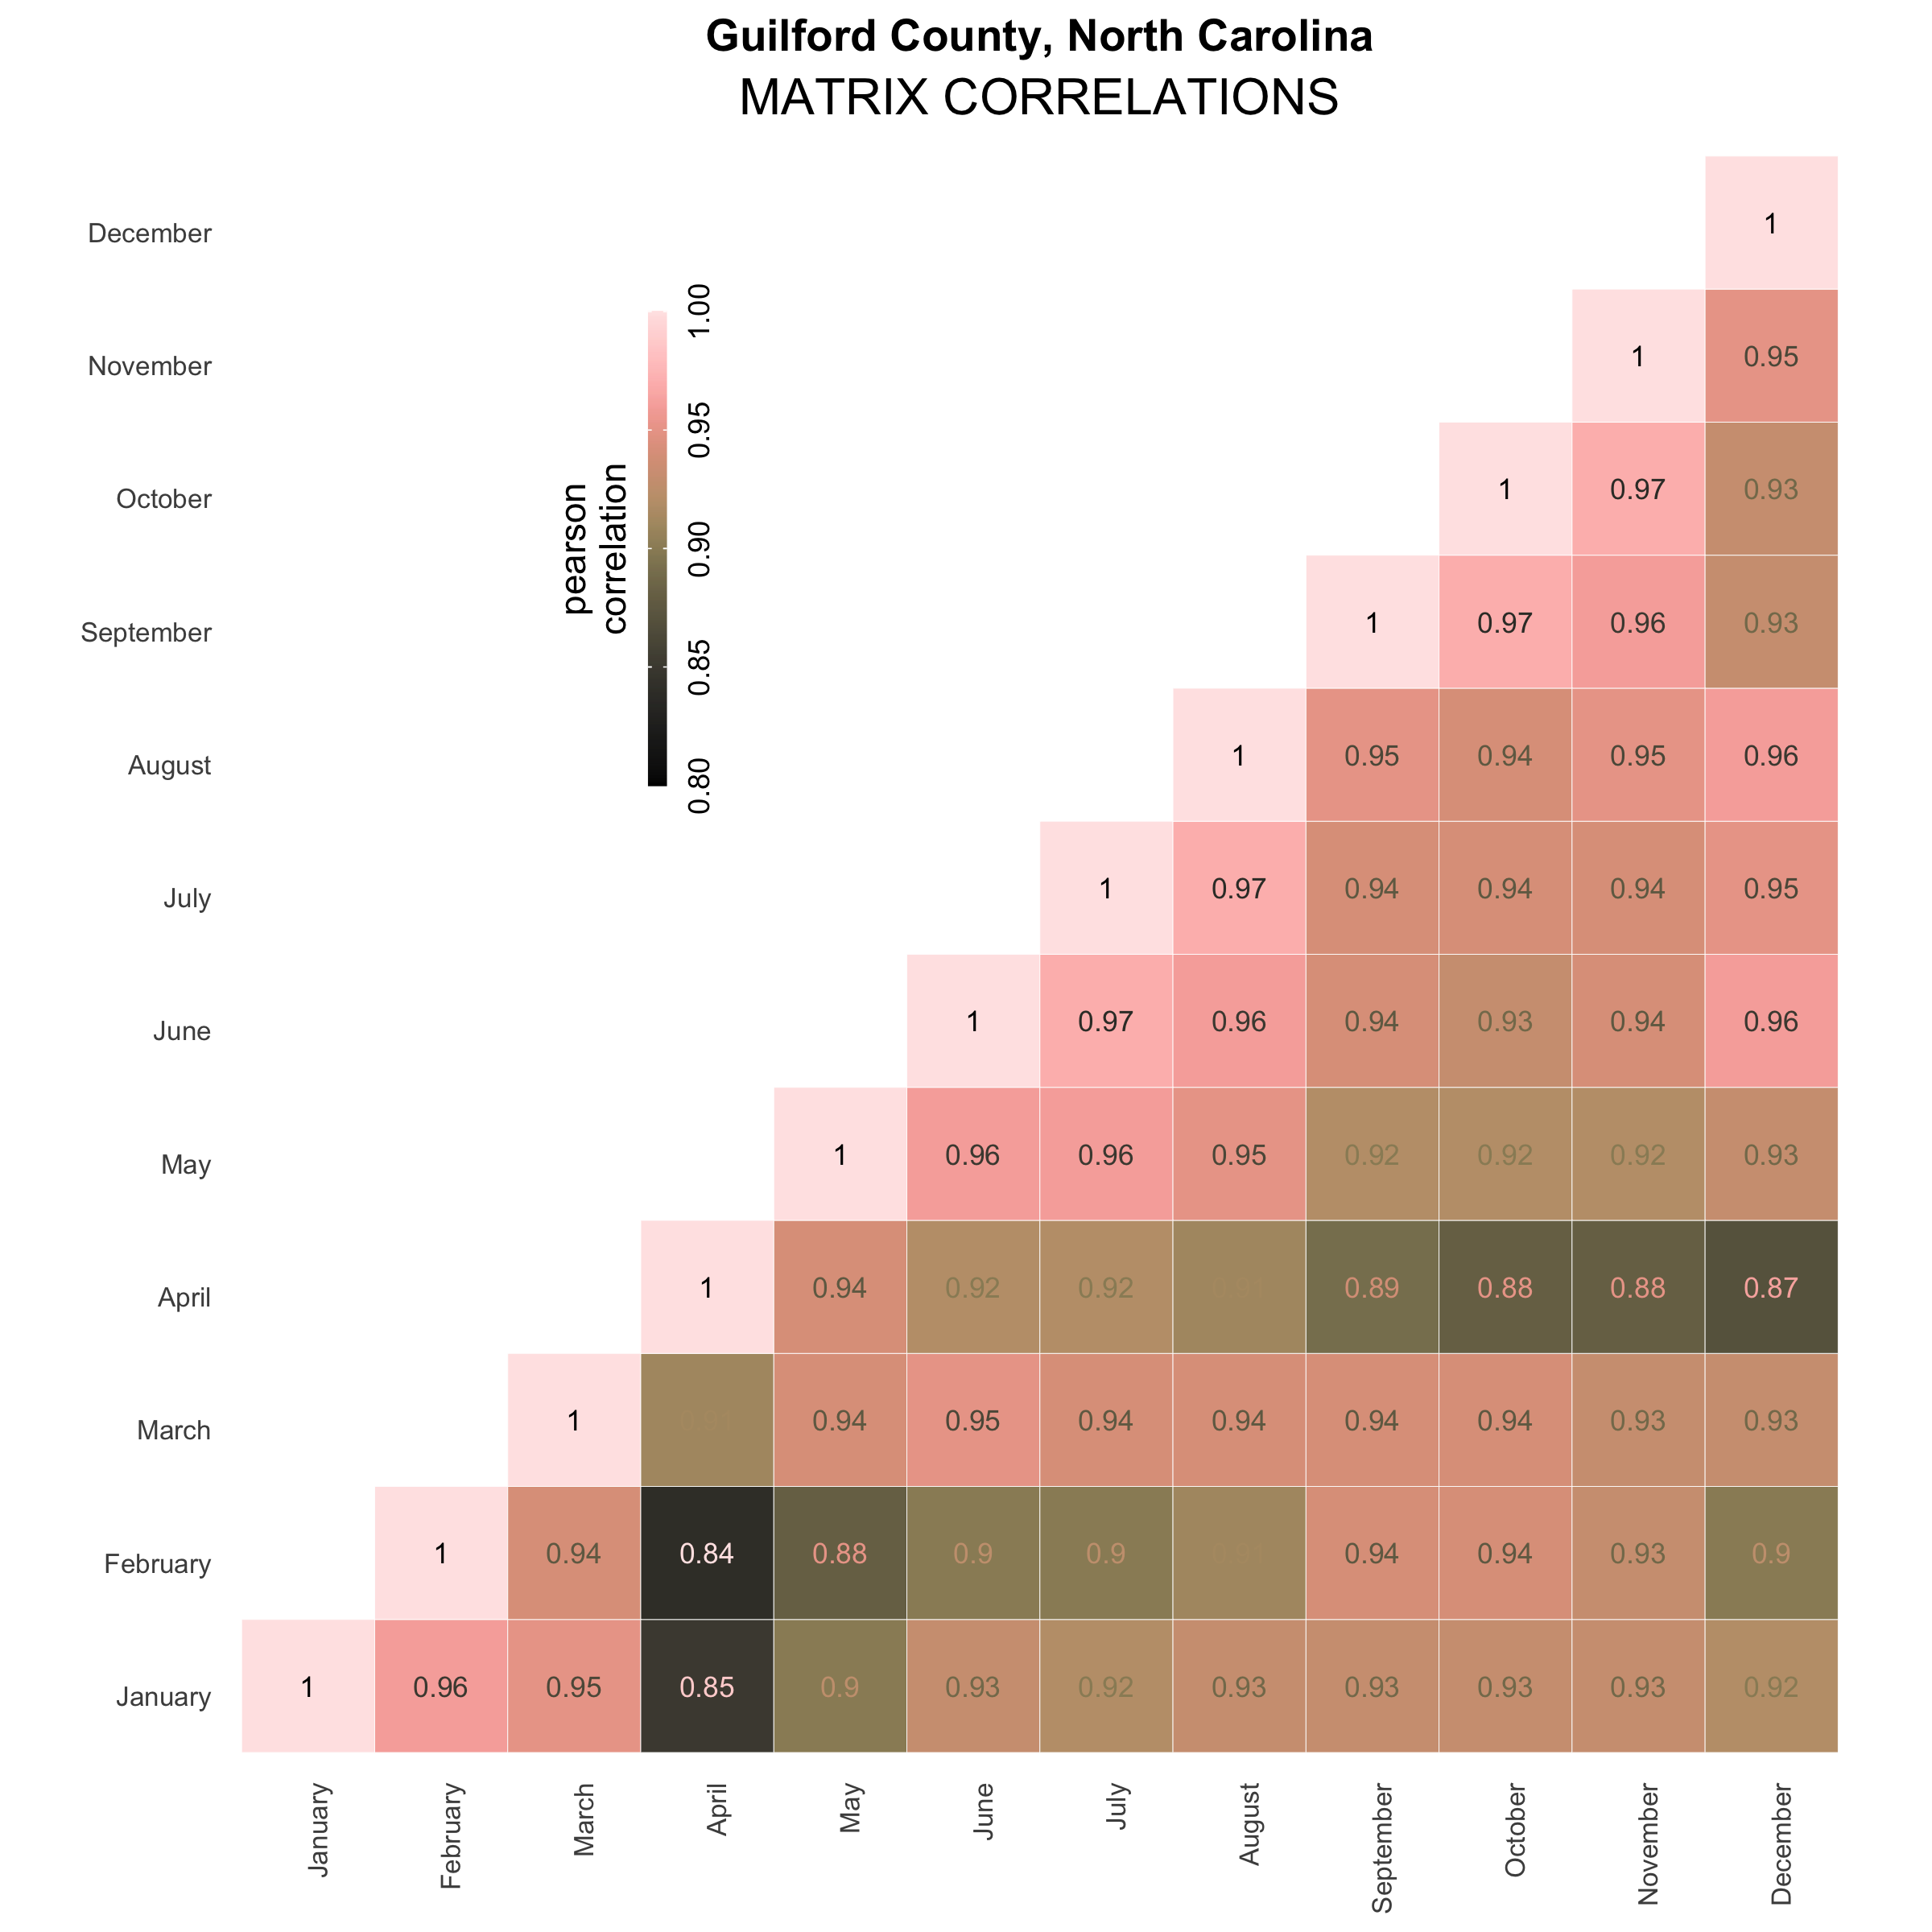 Guilford County, North Carolina
MATRIX CORRELATIONS
December 1
November 1 0.95
October 1 0.97 0.93
September 1 0.97 0.96 0.93
August 1 0.95 0.94 0.95 0.96
July 1 0.97 0.94 0.94 0.94 0.95
June 1 0.97 0.96 0.94 0.93 0.94 0.96
May 1 0.96 0.96 0.95 0.92 0.92 0.92 0.93
April 1 0.94 0.92 0.92 0.89 0.88 0.88 0.87
March 1 0.94 0.95 0.94 0.94 0.94 0.94 0.93 0.93
February 1 0.94 0.84 0.88 0.9 0.9 0.94 0.94 0.93 0.9
January 1 0.96 0.95 0.85 0.9 0.93 0.92 0.93 0.93 0.93 0.93 0.92
January February March April May June July August September October November December
pearson
correlation
0.80 0.85 0.90 0.95 1.00